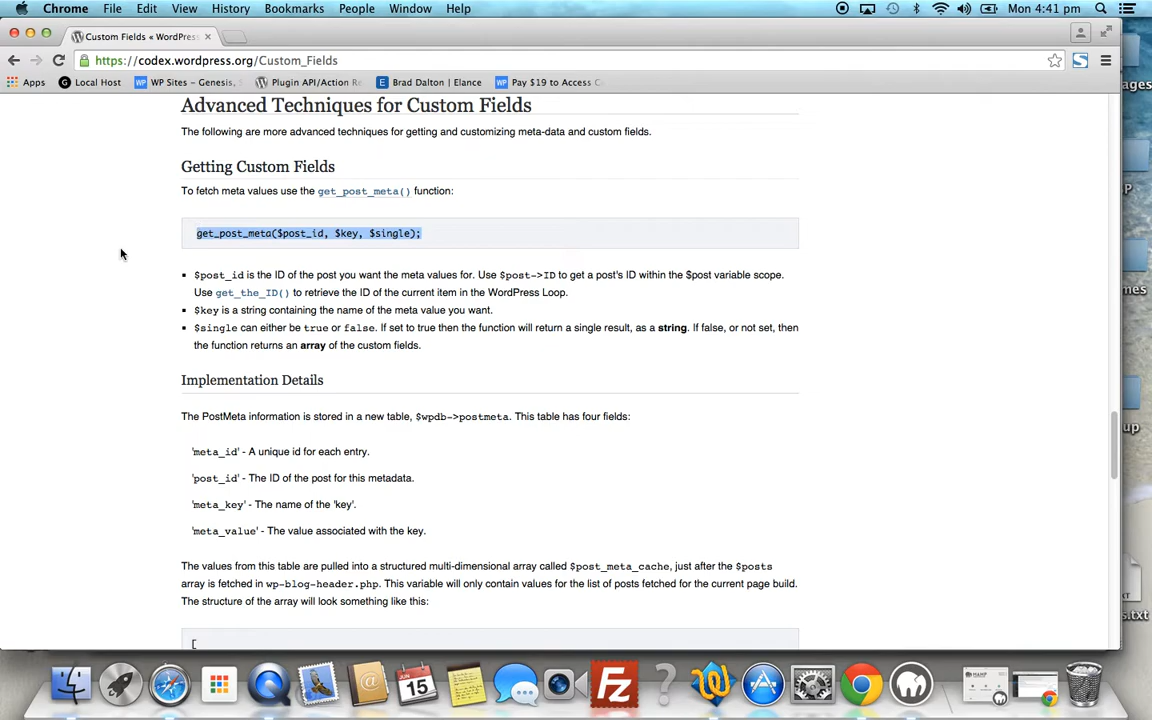 Chrome File Edit View History Bookmarks People Window Help Mon 4:41 pm
Custom Fields « WordPress
https://codex.wordpress.org/Custom_Fields
Apps Local Host WP Sites – Genesis, Plugin API/Action Re Brad Dalton | Elance Pay $19 to Access Co
Advanced Techniques for Custom Fields
The following are more advanced techniques for getting and customizing meta-data and custom fields.
Getting Custom Fields
To fetch meta values use the get_post_meta() function:
get_post_meta($post_id, $key, $single);
$post_id is the ID of the post you want the meta values for. Use $post->ID to get a post's ID within the $post variable scope.
Use get_the_ID() to retrieve the ID of the current item in the WordPress Loop.
$key is a string containing the name of the meta value you want.
$single can either be true or false. If set to true then the function will return a single result, as a string. If false, or not set, then
the function returns an array of the custom fields.
Implementation Details
The PostMeta information is stored in a new table, $wpdb->postmeta. This table has four fields:
'meta_id' - A unique id for each entry.
'post_id' - The ID of the post for this metadata.
'meta_key' - The name of the 'key'.
'meta_value' - The value associated with the key.
The values from this table are pulled into a structured multi-dimensional array called $post_meta_cache, just after the $posts
array is fetched in wp-blog-header.php. This variable will only contain values for the list of posts fetched for the current page build.
The structure of the array will look something like this:
[
ages
mes
up
s.txt
15
Fz